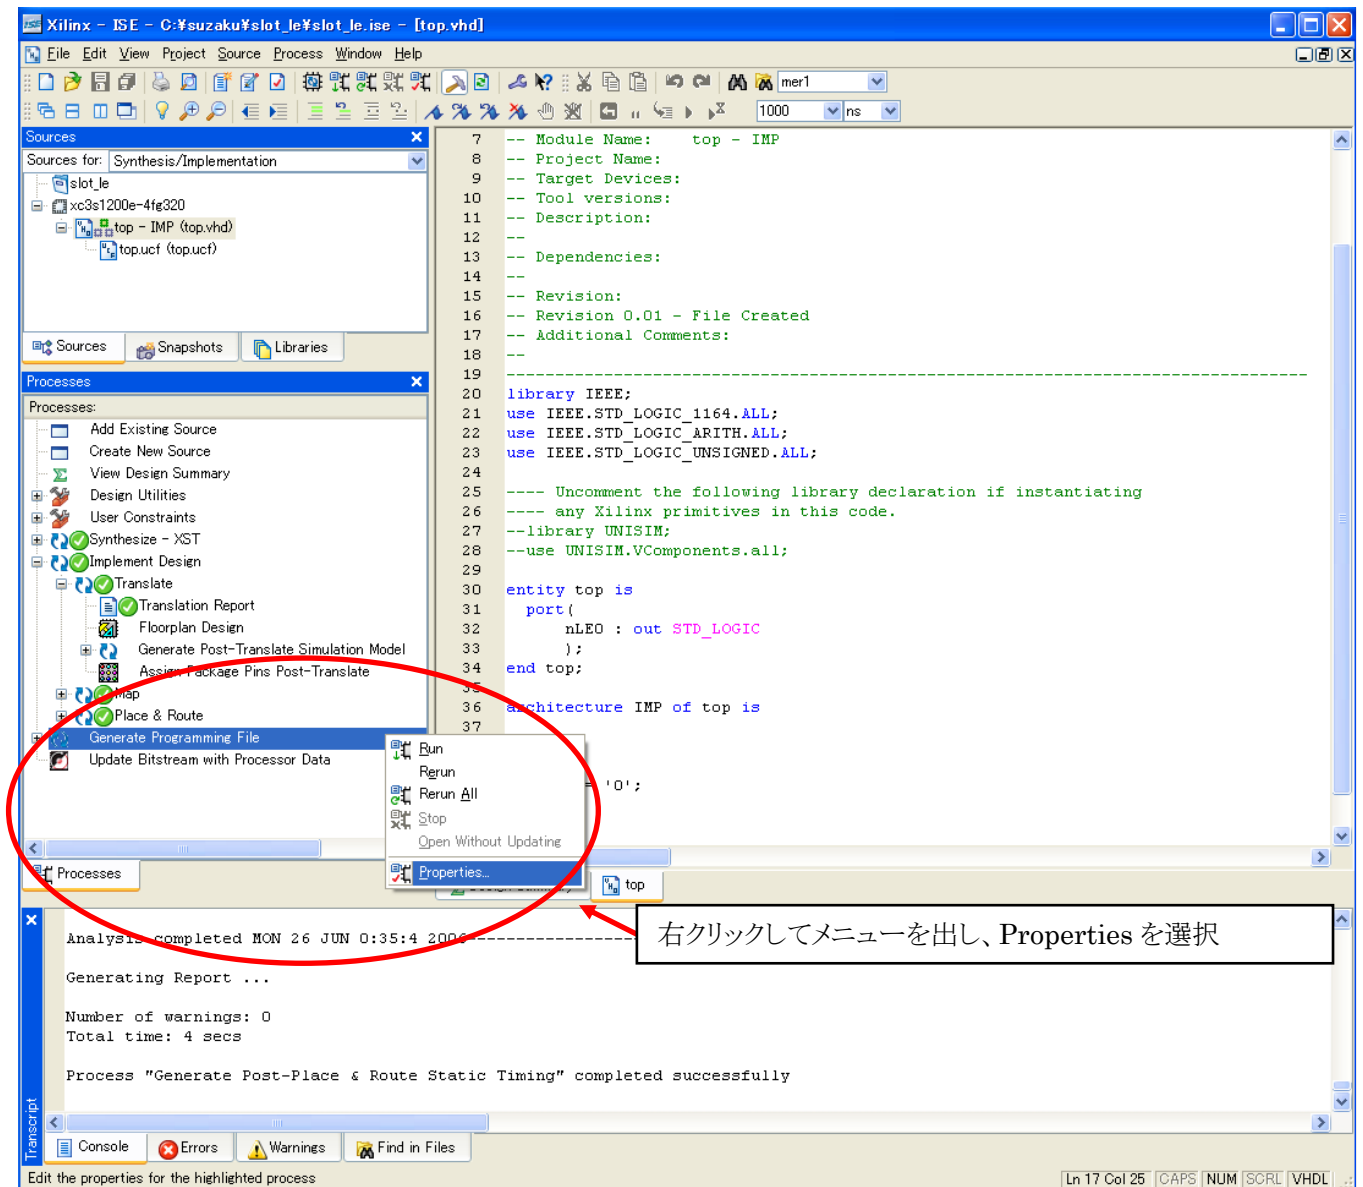 Xilinx - ISE - C:¥suzaku¥slot_le¥slot_le.ise - [top.vhd]
File Edit View Project Source Process Window Help
mer1
1000 ns
Sources
Sources for: Synthesis/Implementation
slot_le
xc3s1200e-4fg320
top - IMP (top.vhd)
top.ucf (top.ucf)
Sources Snapshots Libraries
Processes
Processes:
Add Existing Source
Create New Source
View Design Summary
Design Utilities
User Constraints
Synthesize - XST
Implement Design
Translate
Translation Report
Floorplan Design
Generate Post-Translate Simulation Model
Assign Package Pins Post-Translate
Map
Place & Route
Generate Programming File
Update Bitstream with Processor Data
Processes
Run
Rerun
Rerun All
Stop
Open Without Updating
Properties...
7 -- Module Name: top - IMP
8 -- Project Name:
9 -- Target Devices:
10 -- Tool versions:
11 -- Description:
12 --
13 -- Dependencies:
14 --
15 -- Revision:
16 -- Revision 0.01 - File Created
17 -- Additional Comments:
18 --
19 --------------------------------------------------------------------------------
20 library IEEE;
21 use IEEE.STD_LOGIC_1164.ALL;
22 use IEEE.STD_LOGIC_ARITH.ALL;
23 use IEEE.STD_LOGIC_UNSIGNED.ALL;
24
25 ---- Uncomment the following library declaration if instantiating
26 ---- any Xilinx primitives in this code.
27 --library UNISIM;
28 --use UNISIM.VComponents.all;
29
30 entity top is
31 port(
32 nLE0 : out STD_LOGIC
33 );
34 end top;
35
36 architecture IMP of top is
37
= '0';
top
右クリックしてメニューを出し、Properties を選択
Analysis completed MON 26 JUN 0:35:4 2006
Generating Report ...
Number of warnings: 0
Total time: 4 secs
Process "Generate Post-Place & Route Static Timing" completed successfully
Transcript
Console Errors Warnings Find in Files
Edit the properties for the highlighted process
Ln 17 Col 25 CAPS NUM SCRL VHDL